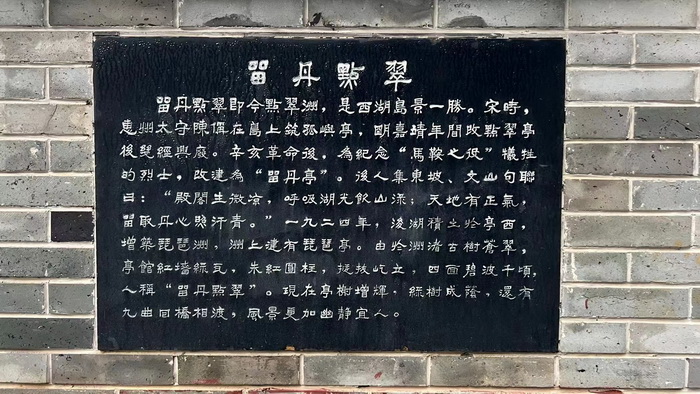 留丹點翠
留丹點翠即今點翠洲，是西湖島景一勝。宋時，
惠州太守陳偁在島上筑孤嶼亭，明嘉靖年間改點翠亭
後幾經興廢。辛亥革命後，為紀念“馬鞍之役”犧牲
的烈士，改建為“留丹亭”。後人集東坡、文山句聯
曰：“殿閣生微凉，呼吸湖光飲山渌；天地有正氣，
留取丹心照汗青。”一九二四年，浚湖積土於亭西，
增築琵琶洲，洲上建有琵琶亭。由於洲渚古樹蒼翠，
亭館紅墻綠瓦，朱紅圓柱，挺拔屹立，四面碧波千頃，
人稱“留丹點翠”。現在亭榭增輝，綠樹成蔭，還有
九曲回橋相渡，風景更加幽静宜人。